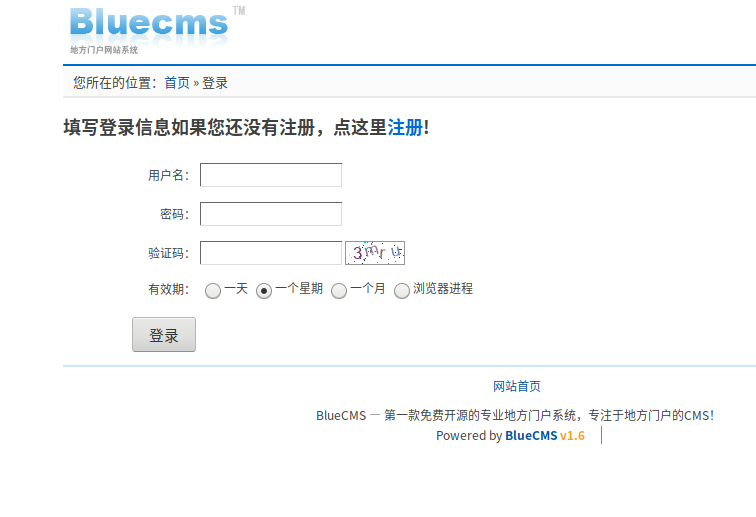 Bluecms™
地方门户网站系统
您所在的位置：首页 » 登录
填写登录信息如果您还没有注册，点这里注册!
用户名：
密码：
验证码： 3mru
有效期： 一天 一个星期 一个月 浏览器进程
登录
网站首页
BlueCMS — 第一款免费开源的专业地方门户系统，专注于地方门户的CMS!
Powered by BlueCMS v1.6